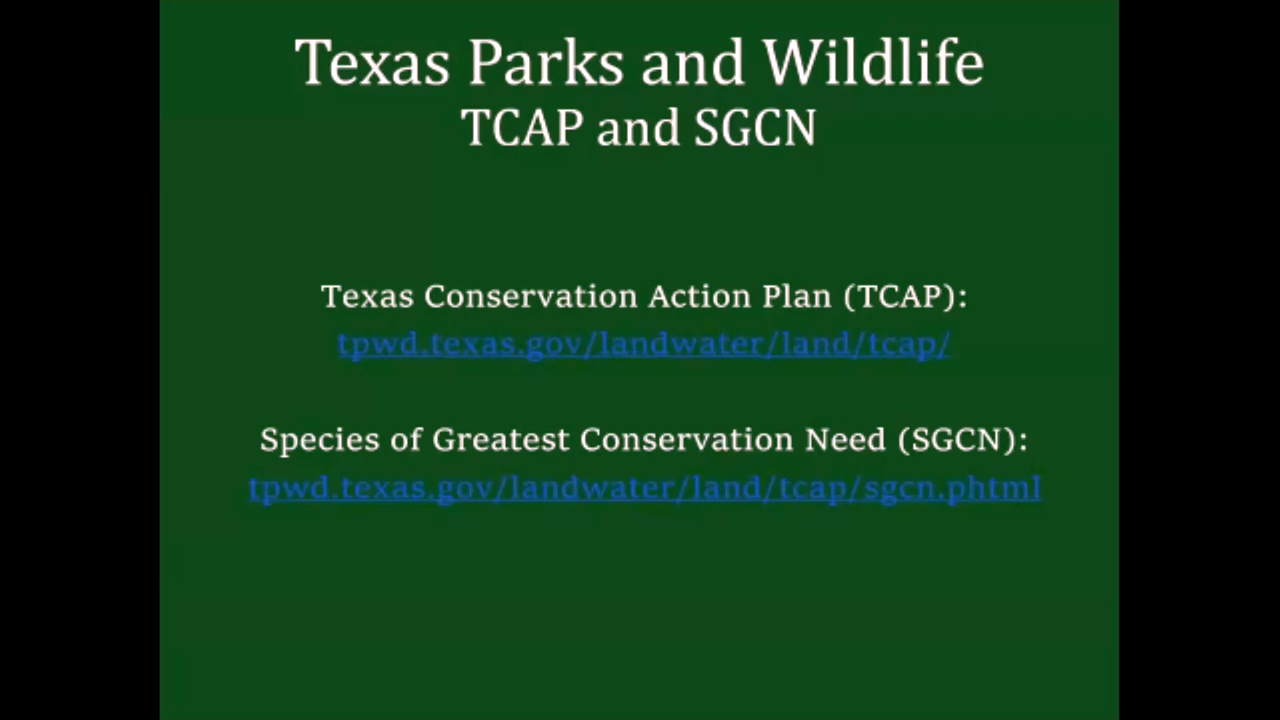 Texas Parks and Wildlife
TCAP and SGCN
Texas Conservation Action Plan (TCAP):
tpwd.texas.gov/landwater/land/tcap/
Species of Greatest Conservation Need (SGCN):
tpwd.texas.gov/landwater/land/tcap/sgcn.phtml